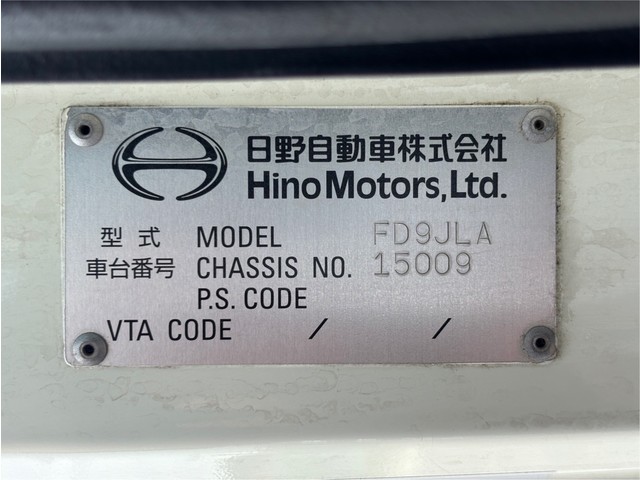 日野自動車株式会社
Hino Motors, Ltd.
型式 MODEL FD9JLA
車台番号 CHASSIS NO. 15009
P.S. CODE
VTA CODE / /